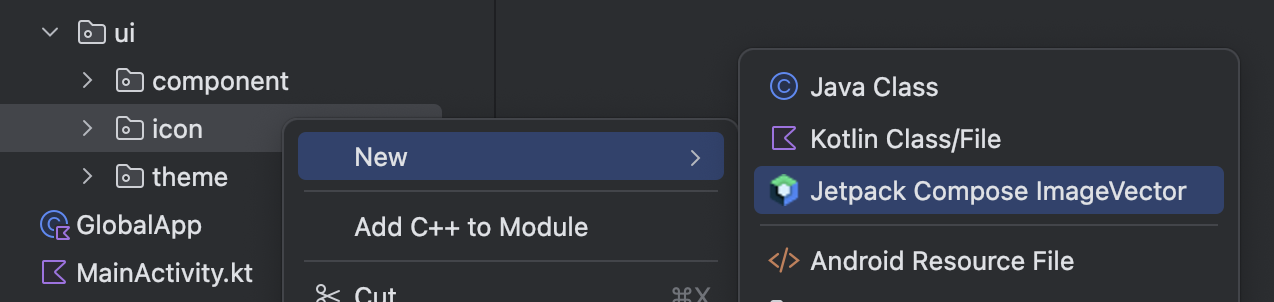 ui
component
icon
theme
GlobalApp
MainActivity.kt
New
Add C++ to Module
Cut ⌘X
Java Class
Kotlin Class/File
Jetpack Compose ImageVector
Android Resource File